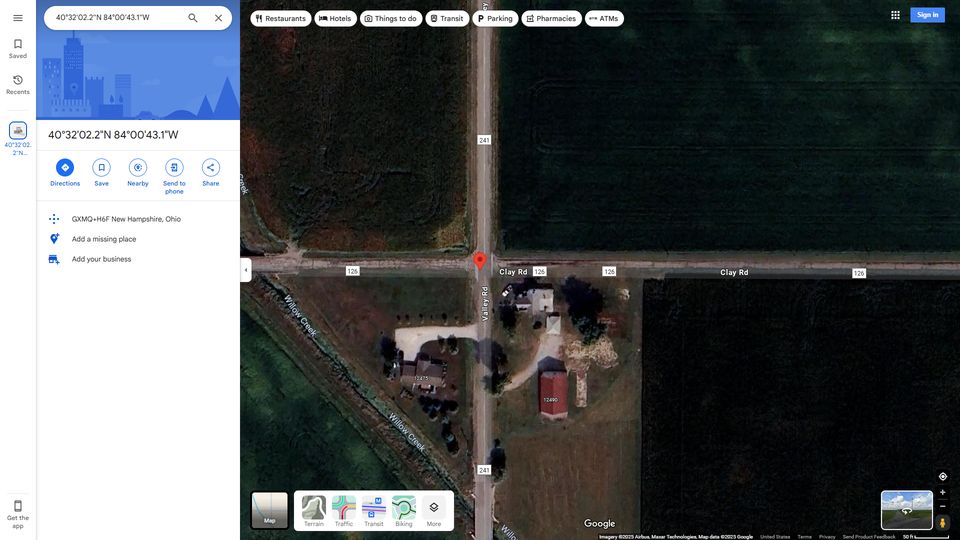 40°32'02.2"N 84°00'43.1"W
Restaurants
Hotels
Things to do
Transit
Parking
Pharmacies
ATMs
Sign in
Saved
Recents
40°32'02.
2"N...
40°32'02.2"N 84°00'43.1"W
Directions
Save
Nearby
Send to
phone
Share
GXMQ+H6F New Hampshire, Ohio
Add a missing place
Add your business
241
Creek
126
Clay Rd
126
126
Clay Rd
126
Valley Rd
Willow Creek
12475
12490
Willow Creek
241
Get the
app
Map
Terrain
Traffic
Transit
Biking
More
Google
Imagery ©2025 Airbus, Maxar Technologies, Map data ©2025 Google
United States
Terms
Privacy
Send Product Feedback
50 ft